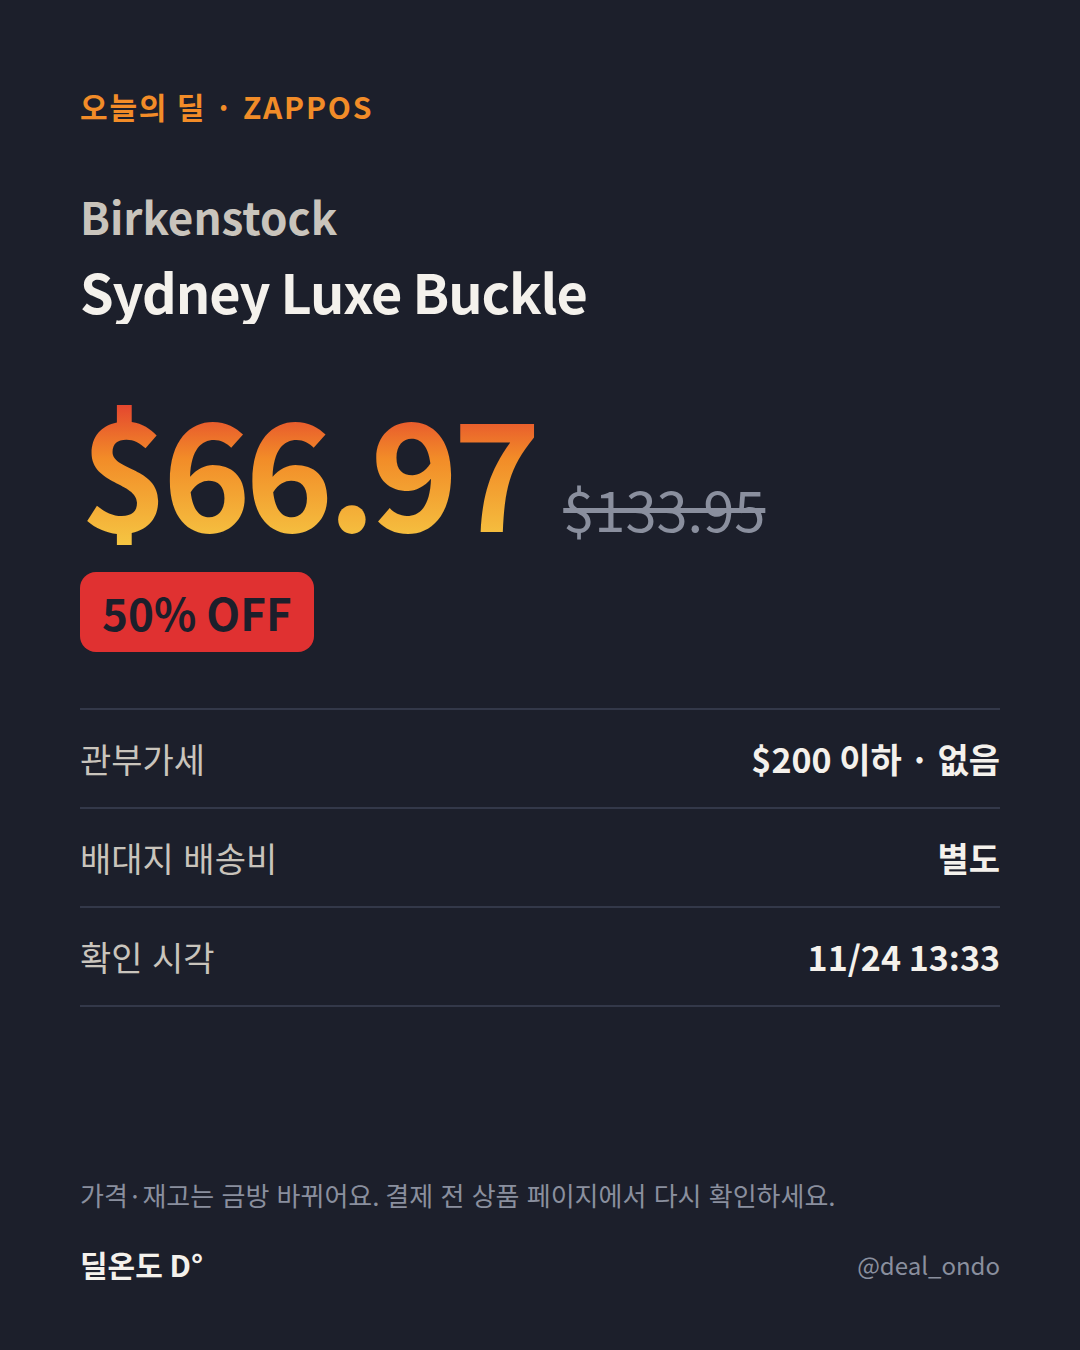 오늘의 딜 · ZAPPOS
Birkenstock
Sydney Luxe Buckle
$66.97 $133.95
50% OFF
관부가세 $200 이하 · 없음
배대지 배송비 별도
확인 시각 11/24 13:33
가격·재고는 금방 바뀌어요. 결제 전 상품 페이지에서 다시 확인하세요.
딜온도 D° @deal_ondo